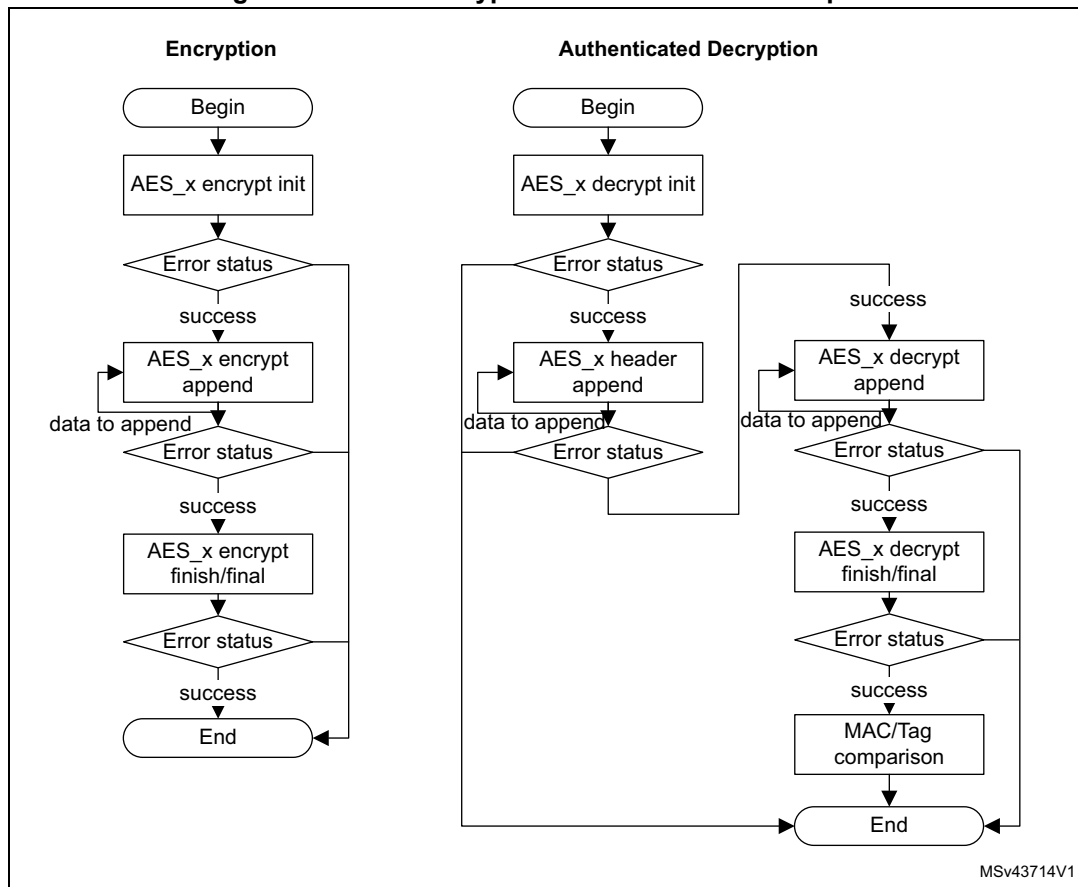 Encryption
Begin
AES_x encrypt init
Error status
success
AES_x encrypt
append
data to append
Error status
success
AES_x encrypt
finish/final
Error status
success
End
Authenticated Decryption
Begin
AES_x decrypt init
Error status
success
AES_x header
append
data to append
Error status
success
AES_x decrypt
append
data to append
Error status
success
AES_x decrypt
finish/final
Error status
success
MAC/Tag
comparison
End
MSv43714V1